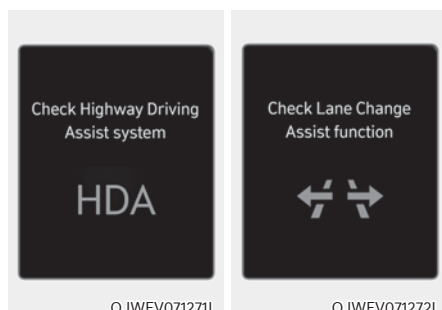 Check Highway Driving
Assist system
HDA
OJWEV071271L
Check Lane Change
Assist function
OJWEV071272L